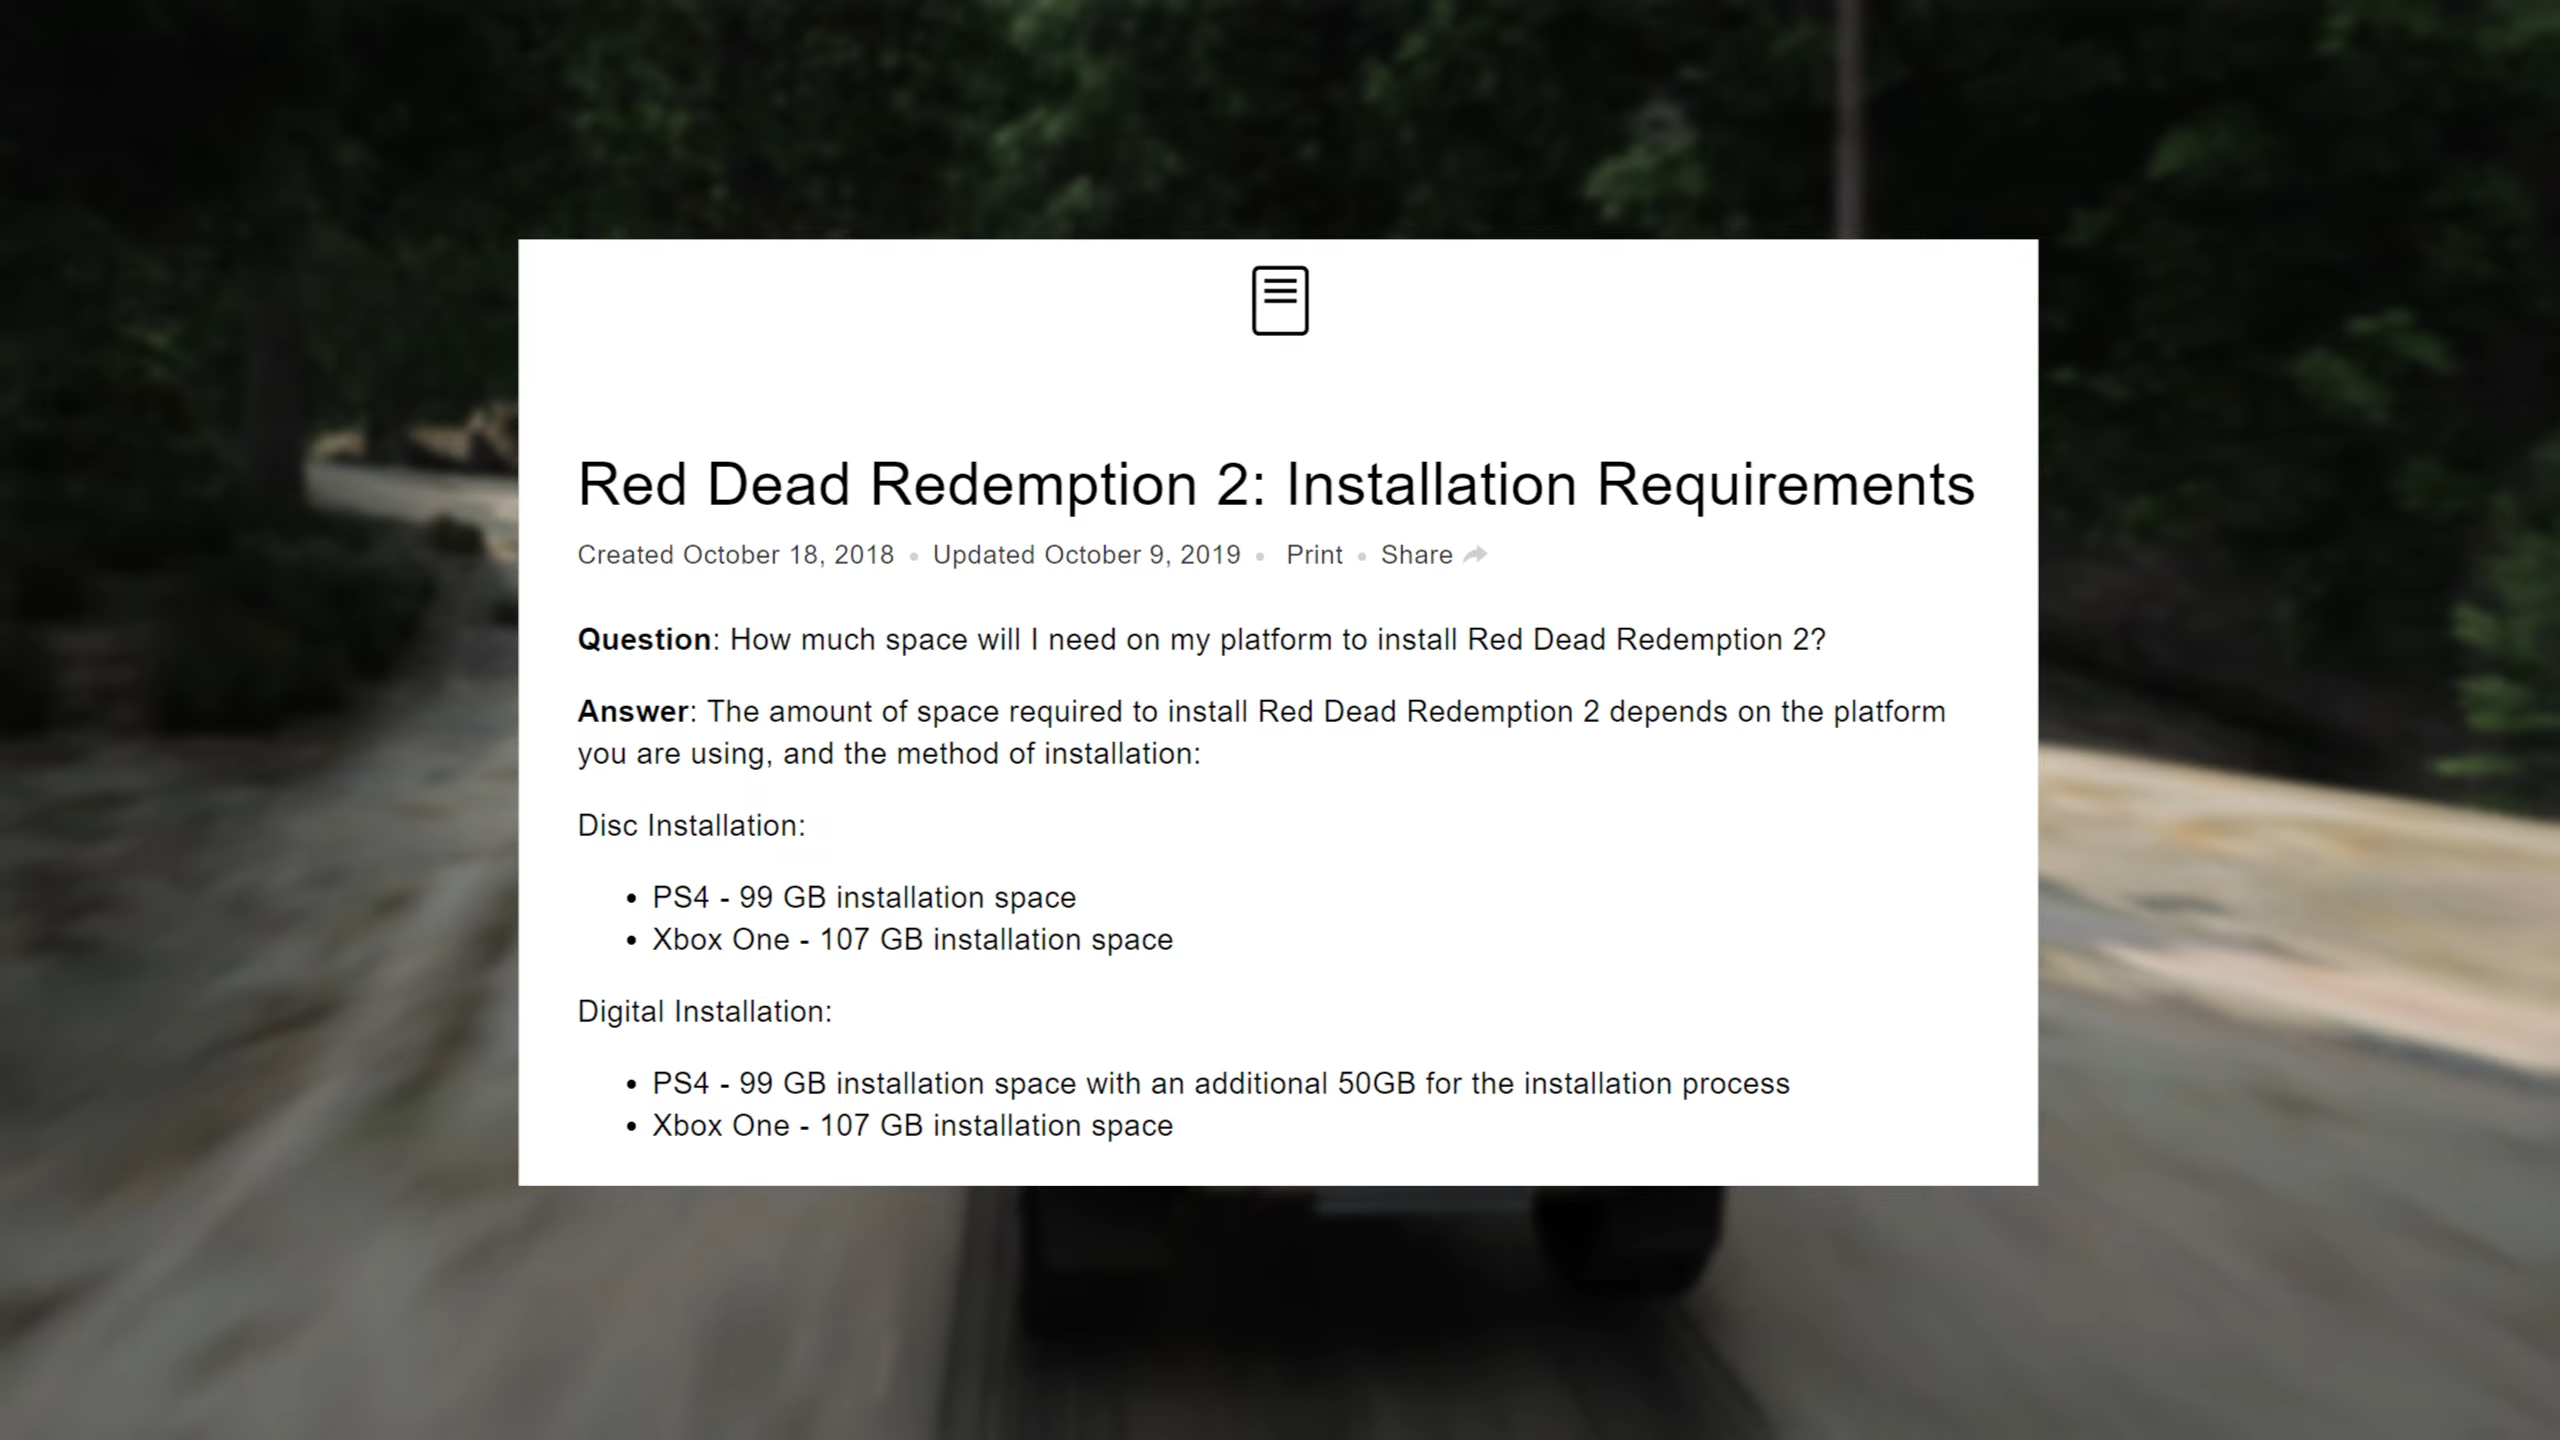 Red Dead Redemption 2: Installation Requirements
Created October 18, 2018 • Updated October 9, 2019 • Print • Share
Question: How much space will I need on my platform to install Red Dead Redemption 2?
Answer: The amount of space required to install Red Dead Redemption 2 depends on the platform
you are using, and the method of installation:
Disc Installation:
• PS4 - 99 GB installation space
• Xbox One - 107 GB installation space
Digital Installation:
• PS4 - 99 GB installation space with an additional 50GB for the installation process
• Xbox One - 107 GB installation space